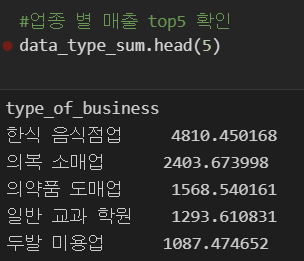 #업종 별 매출 top5 확인
data_type_sum.head(5)
type_of_business
한식 음식점업 4810.450168
의복 소매업 2403.673998
의약품 도매업 1568.540161
일반 교과 학원 1293.610831
두발 미용업 1087.474652